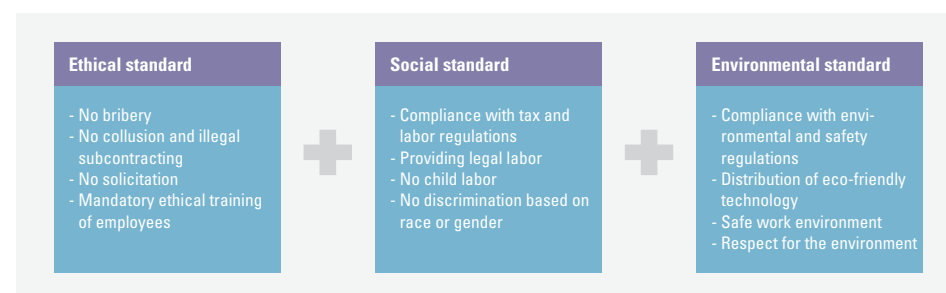 Ethical standard
- No bribery
- No collusion and illegal
subcontracting
- No solicitation
- Mandatory ethical training
of employees
Social standard
- Compliance with tax and
labor regulations
- Providing legal labor
- No child labor
- No discrimination based on
race or gender
Environmental standard
- Compliance with envi-
ronmental and safety
regulations
- Distribution of eco-friendly
technology
- Safe work environment
- Respect for the environment